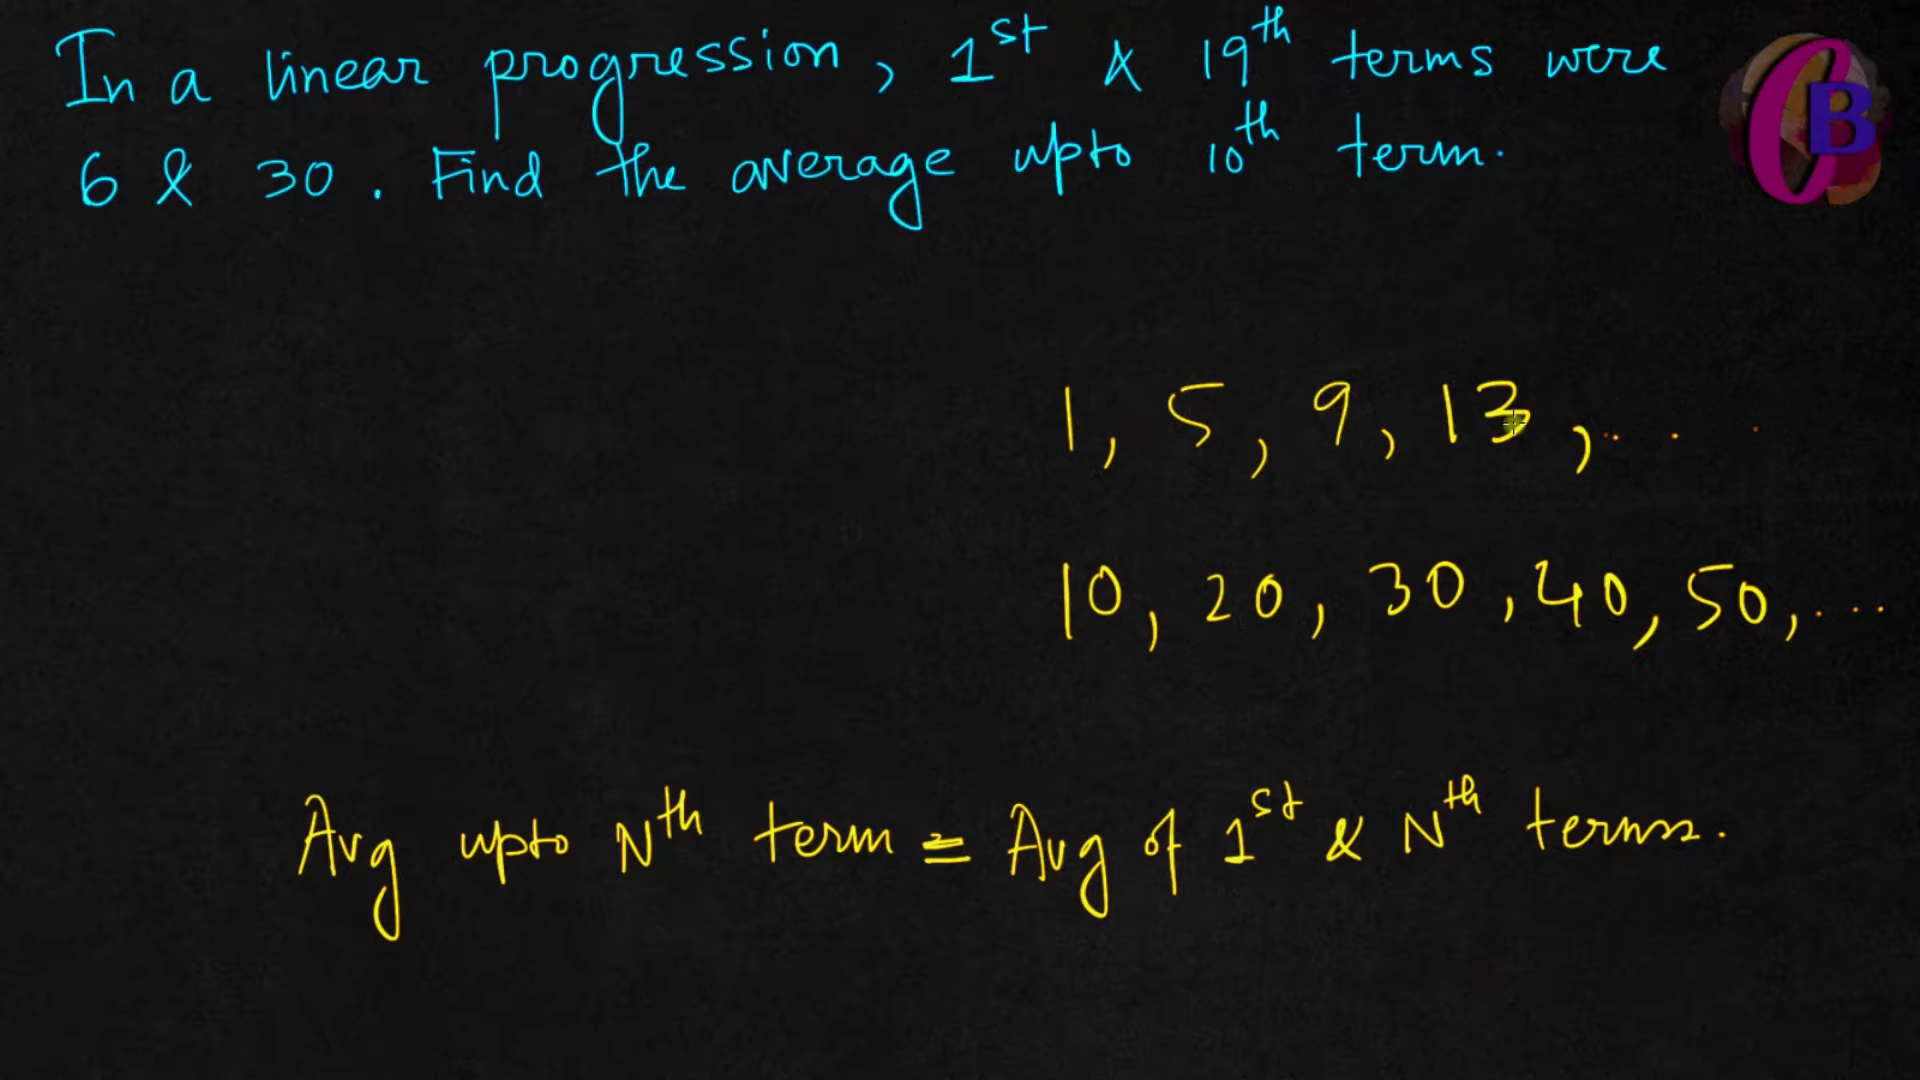 In a linear progression, 1st & 19th terms were
6 & 30. Find the average upto 10th term.
1, 5, 9, 13, ....
10, 20, 30, 40, 50, ...
Avg upto Nth term = Avg of 1st & Nth terms.
CB